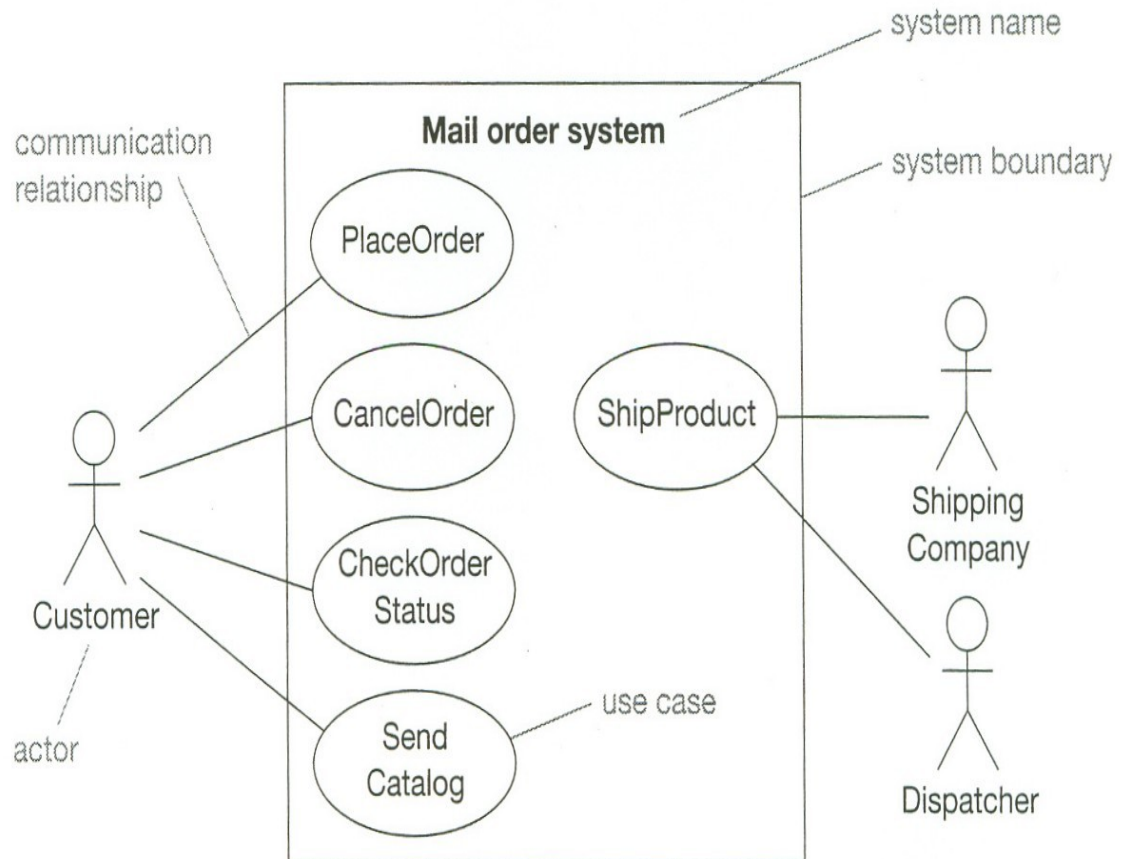 system name
Mail order system
communication
relationship
system boundary
PlaceOrder
CancelOrder
ShipProduct
Shipping
Company
CheckOrder
Status
Customer
use case
Send
Catalog
actor
Dispatcher